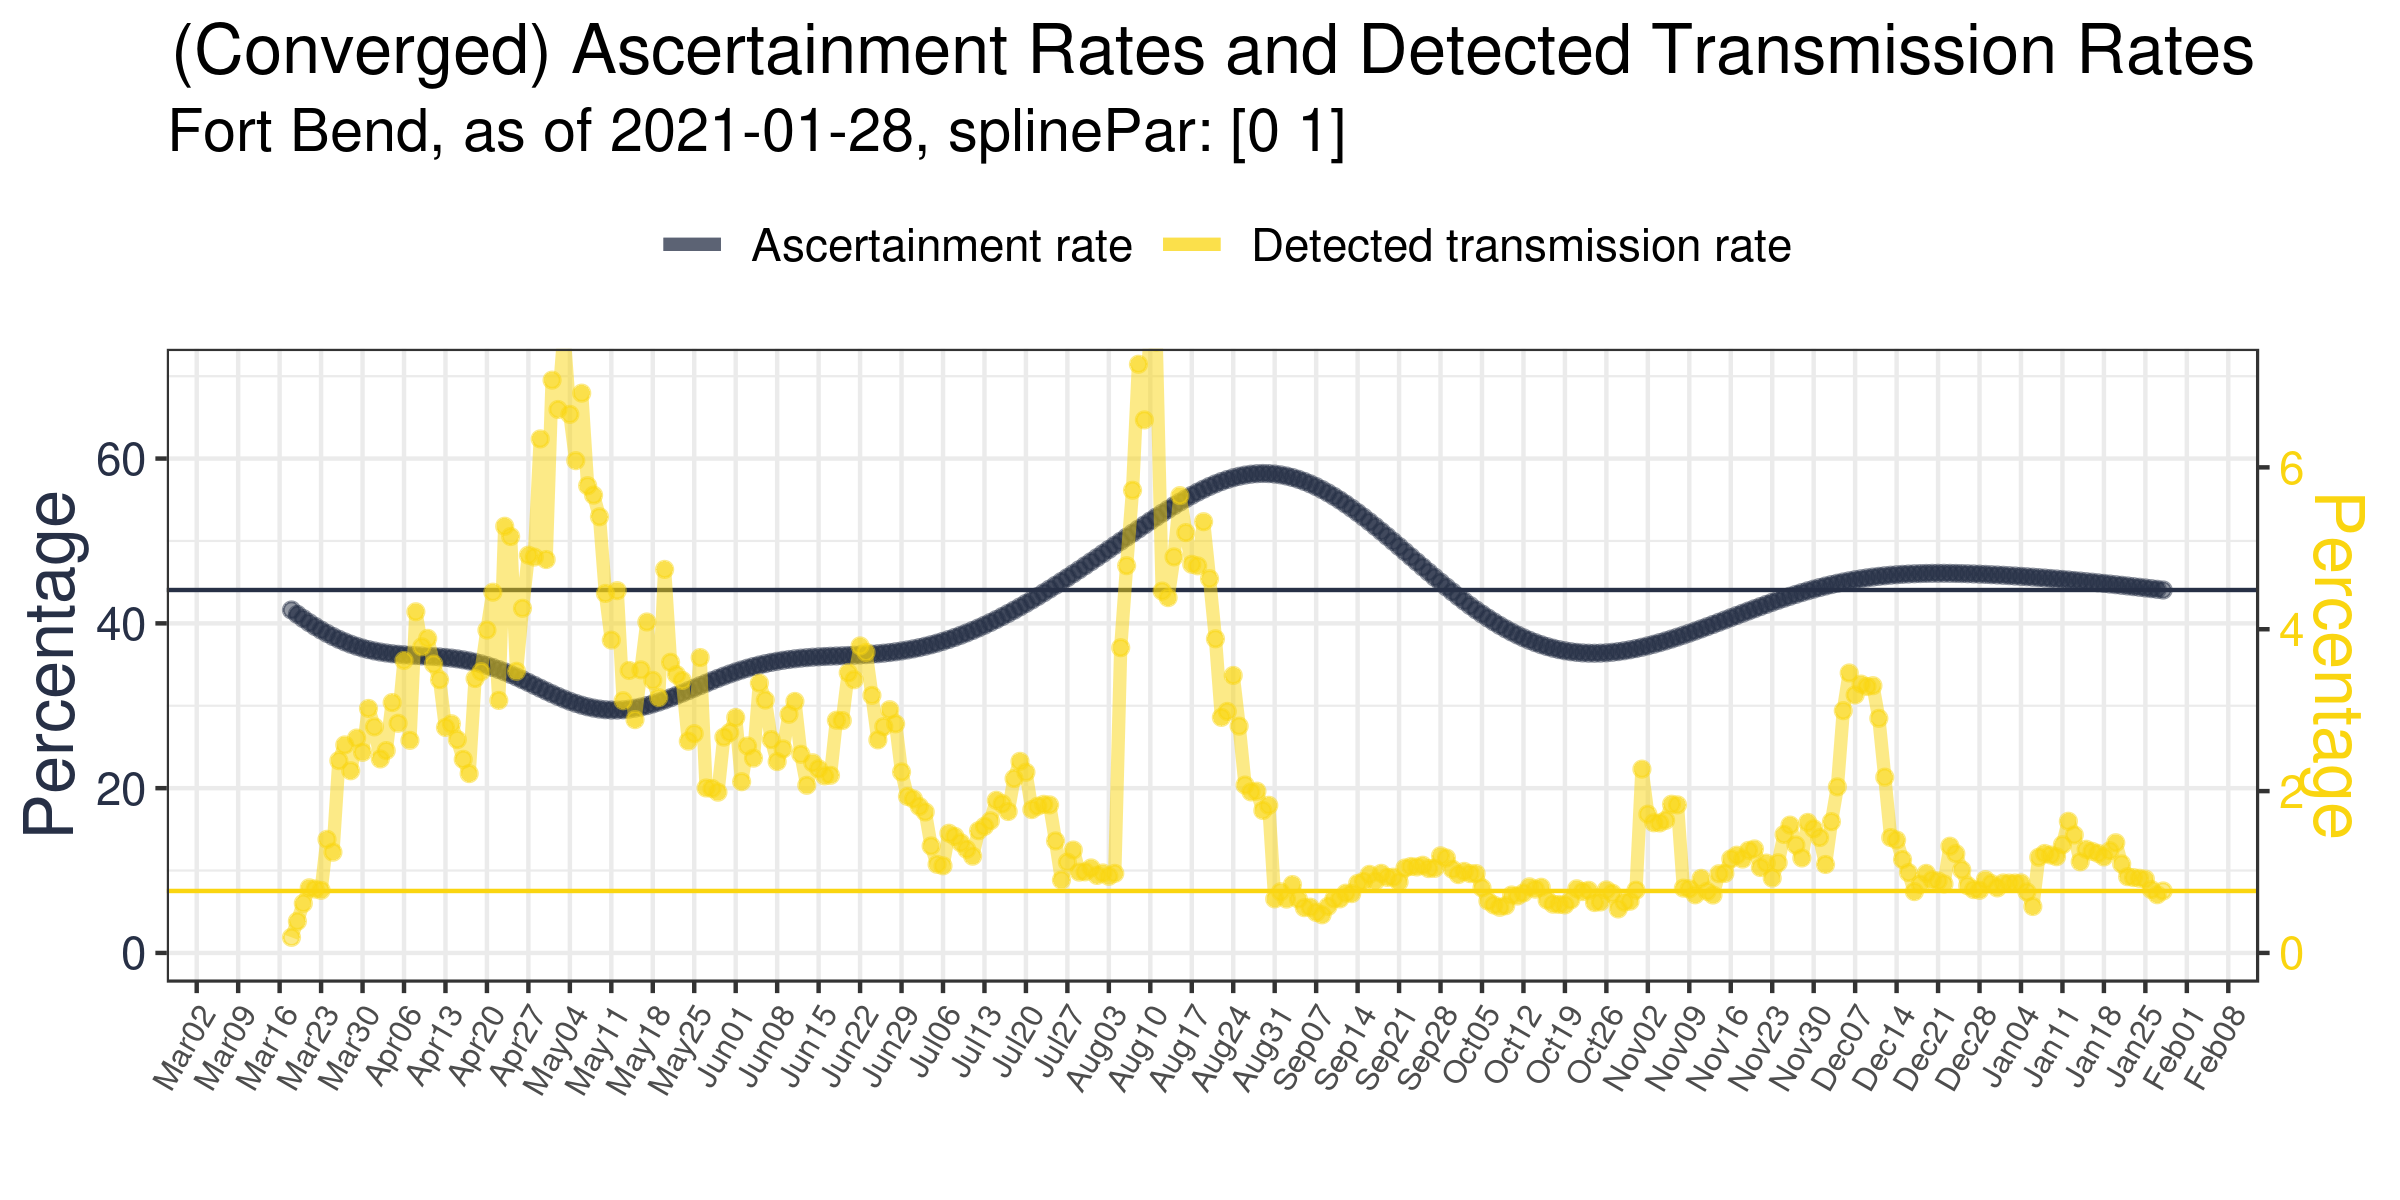 (Converged) Ascertainment Rates and Detected Transmission Rates
Fort Bend, as of 2021-01-28, splinePar: [0 1]
Ascertainment rate Detected transmission rate
Percentage
60
40
20
0
6
4
2
0
Percentage
Mar02 Mar09 Mar16 Mar23 Mar30 Apr06 Apr13 Apr20 Apr27 May04 May11 May18 May25 Jun01 Jun08 Jun15 Jun22 Jun29 Jul06 Jul13 Jul20 Jul27 Aug03 Aug10 Aug17 Aug24 Aug31 Sep07 Sep14 Sep21 Sep28 Oct05 Oct12 Oct19 Oct26 Nov02 Nov09 Nov16 Nov23 Nov30 Dec07 Dec14 Dec21 Dec28 Jan04 Jan11 Jan18 Jan25 Feb01 Feb08